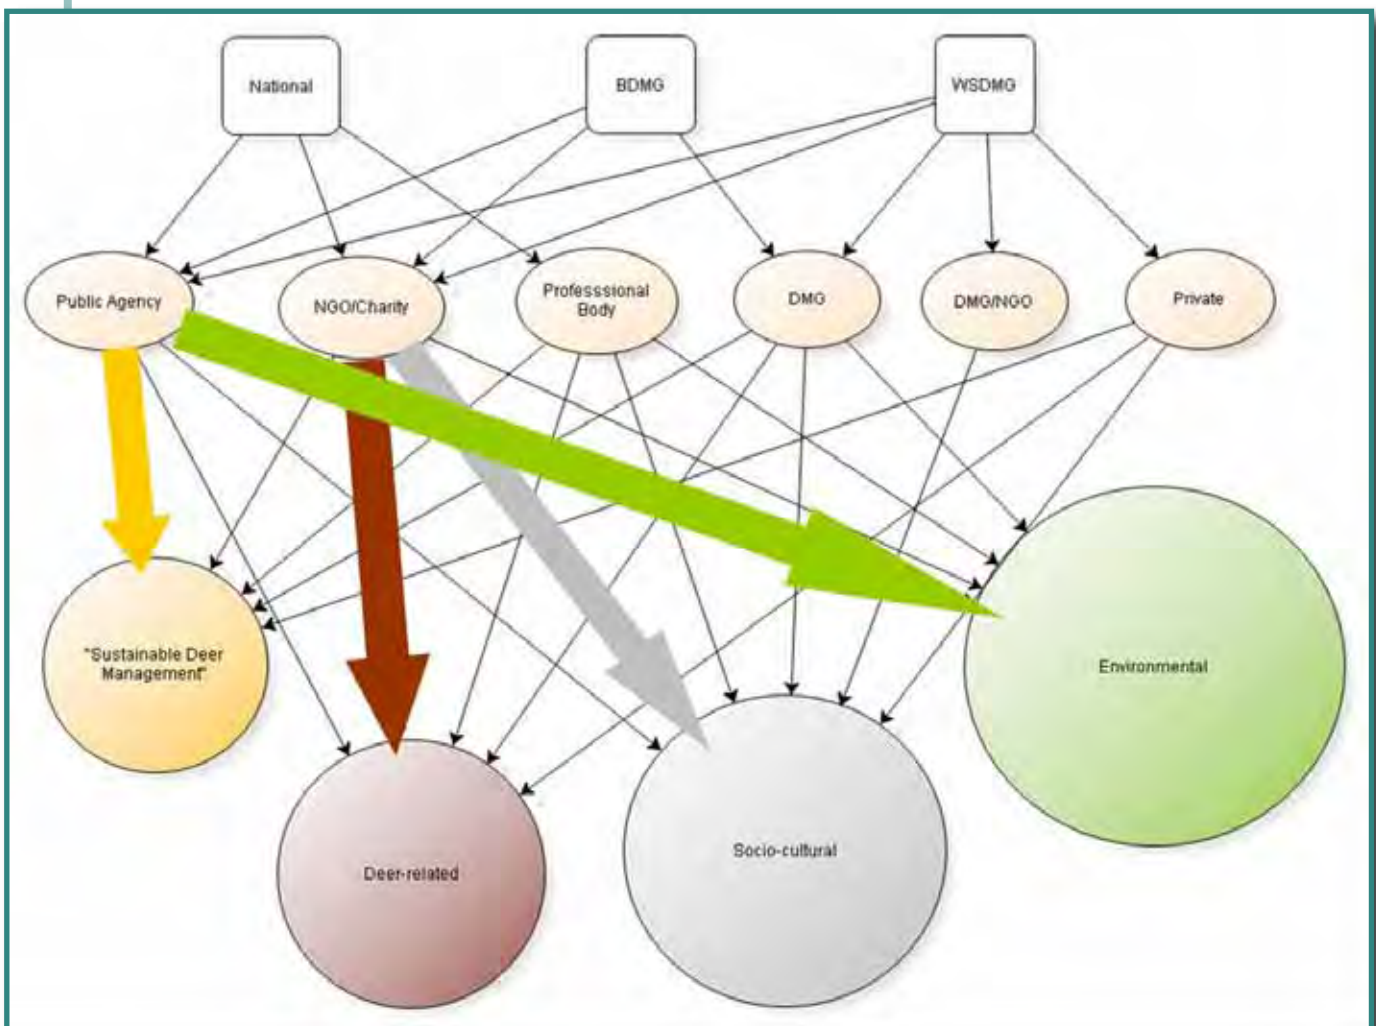 National
BDMG
WSDMG
Public Agency
NGO/Charity
Professsional
Body
DMG
DMG/NGO
Private
"Sustainable Deer
Management"
Environmental
Deer-related
Socio-cultural